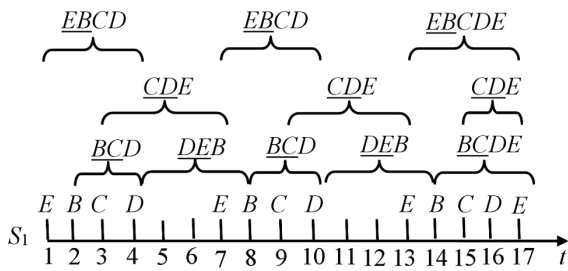 EBCD EBCD EBCDE
CDE CDE CDE
BCD DEB BCD DEB BCDE
E B C D E B C D E B C D E
S₁
1 2 3 4 5 6 7 8 9 10 11 12 13 14 15 16 17 t